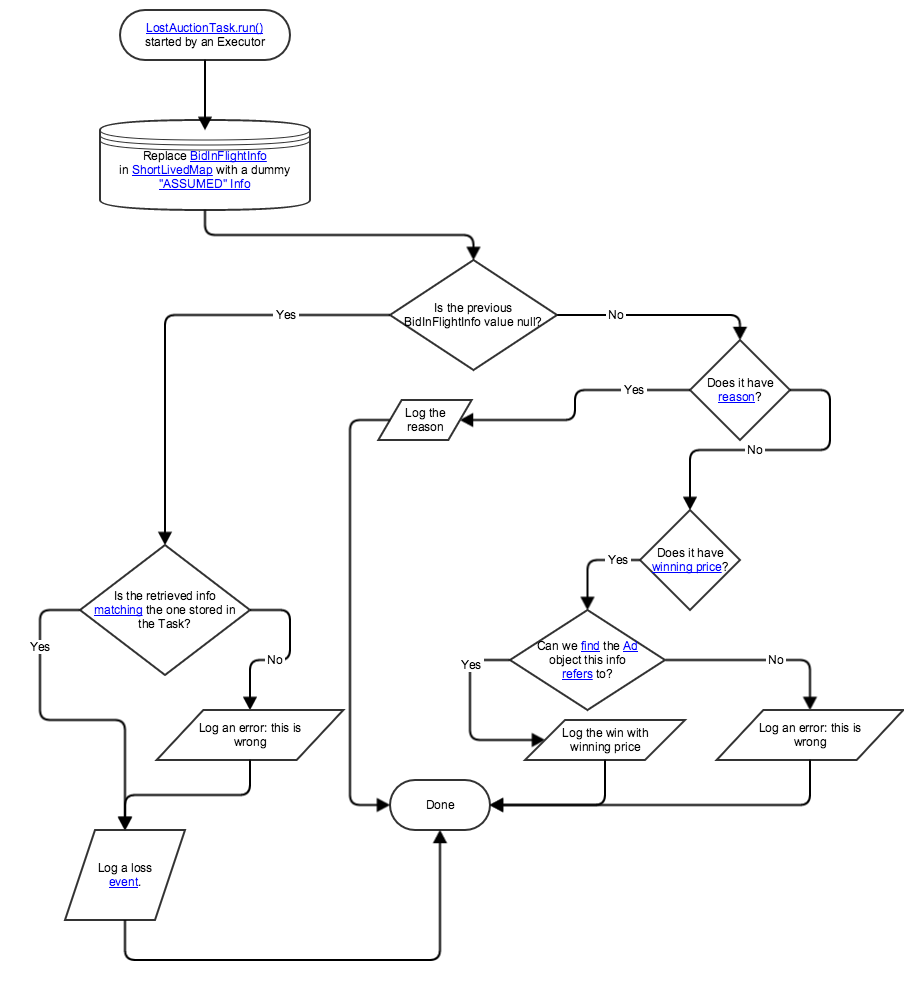 LostAuctionTask.run()
started by an Executor
Replace BidInFlightInfo
in ShortLivedMap with a dummy
"ASSUMED" Info
Is the previous
BidInFlightInfo value null?
Yes
No
Does it have
reason?
Yes
No
Log the
reason
Does it have
winning price?
Yes
Is the retrieved info
matching the one stored in
the Task?
Yes
No
Can we find the Ad
object this info
refers to?
Yes
No
Log an error: this is
wrong
Log the win with
winning price
Log an error: this is
wrong
Done
Log a loss
event.